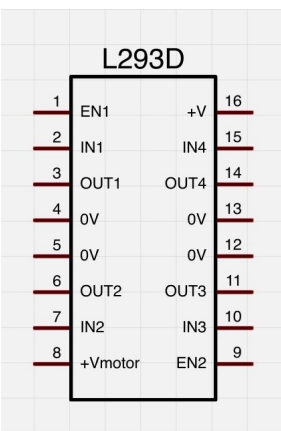 L293D
1 EN1 +V 16
2 IN1 IN4 15
3 OUT1 OUT4 14
4 0V 0V 13
5 0V 0V 12
6 OUT2 OUT3 11
7 IN2 IN3 10
8 +Vmotor EN2 9